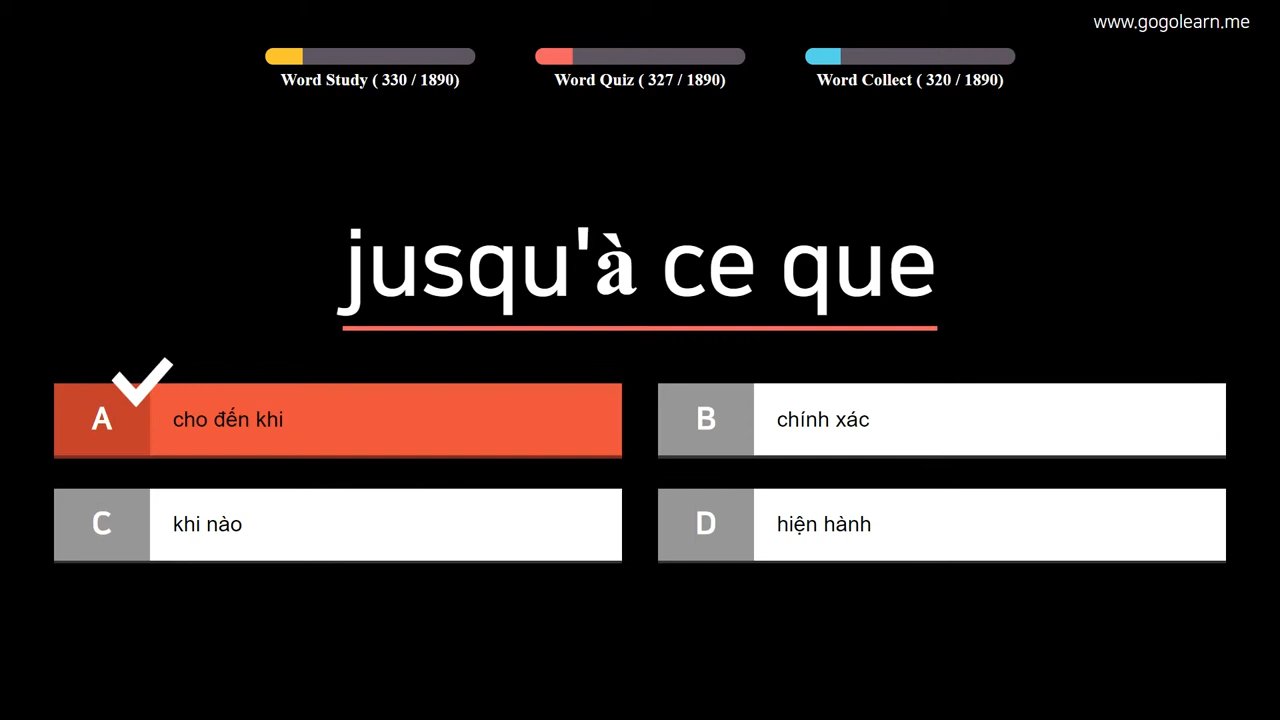 www.gogolearn.me
Word Study ( 330 / 1890)
Word Quiz ( 327 / 1890)
Word Collect ( 320 / 1890)
jusqu'à ce que
A cho đến khi
B chính xác
C khi nào
D hiện hành